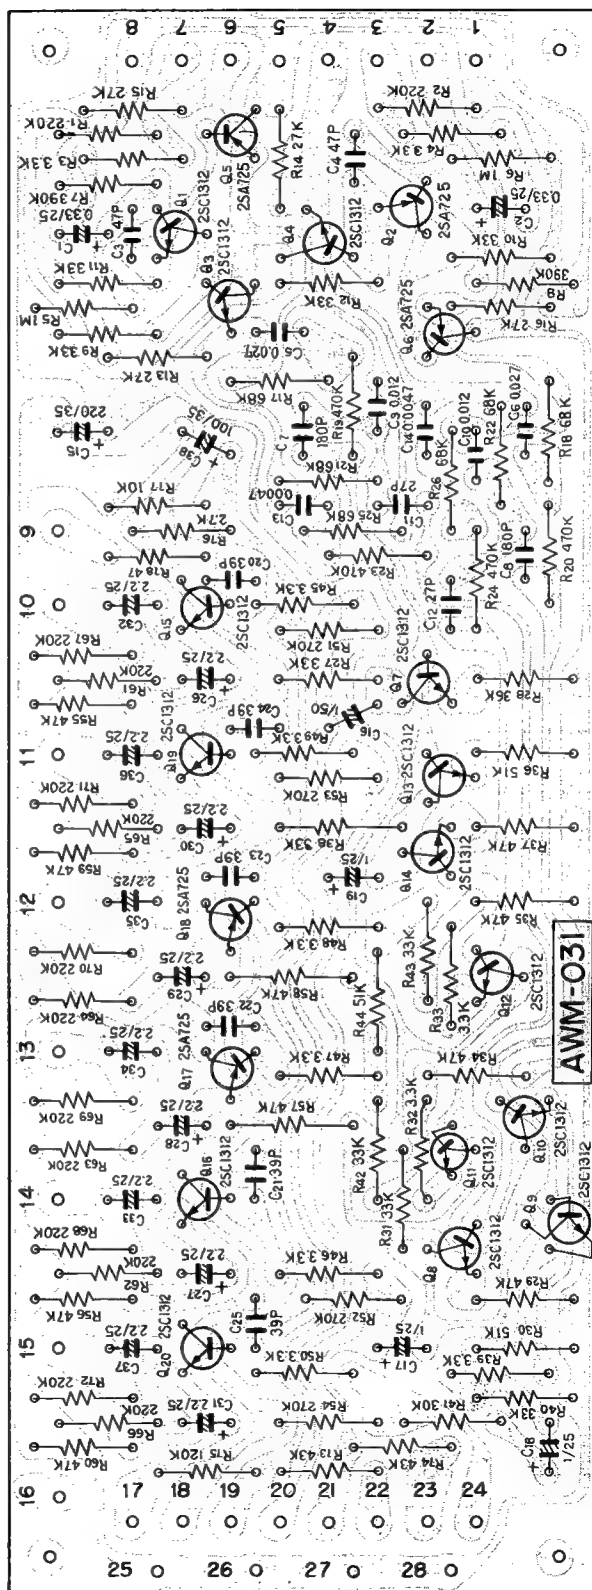 8 7 6 5 4 3 2 1
R15 27K
R1 220K
R3 3.3K
R7 390K
0.33/25
C1
47P
C3
Q1
2SC1312
Q5
2SA725
R14 27K
C4 47P
R2 220K
R4 3.3K
R6 1M
0.33/25
C2
Q2
2SA725
Q4
2SC1312
Q3
2SC1312
R11 33K
R5 1M
R9 33K
R13 27K
R12 33K
C5 0.027
R10 33K
390K
R8
R16 27K
Q6 2SA725
220/35
C15
100/35
C38
R17 68K
C7
180P
R19 470K
C9 0.012
C14 0.0047
R26 68K
C10 0.012
R22 68K
C6 0.027
R18 68K
R21 68K
0.0047
C13
27P
C11
R17 10K
2.7K
R76
R18 47
R25 68K
R23 470K
9
C20 39P
2.2/25
C32
Q15
2SC1312
R45 3.3K
R51 270K
R27 33K
C12 27P
R24 470K
C8 180P
R20 470K
10
R67 220K
220K
R61
R55 47K
2.2/25
C26
C24 39P
1/50
C16
Q7
2SC1312
R28 36K
2SC1312
Q19
2.2/25
C36
R49 3.3K
R53 270K
Q13 2SC1312
R36 51K
11
R71 220K
220K
R65
R59 47K
2.2/25
C30
C23 39P
R38 33K
1/25
C19
Q14
2SC1312
R37 47K
2.2/25
C35
Q18 2SA725
R48 3.3K
R43 33K
R33
3.3K
R35 47K
12
R70 220K
R64 220K
2.2/25
C29
C22 39P
R58 47K
R44 51K
Q12
2SC1312
AWM-031
2.2/25
C34
Q17 2SA725
R47 3.3K
R34 47K
13
R69 220K
R63 220K
2.2/25
C28
R57 47K
R32 3.3K
R42 33K
R31 33K
Q11
2SC1312
Q10
2SC1312
2.2/25
C33
Q16
2SC1312
C21 39P
Q9
2SC1312
14
R68 220K
220K
R62
R56 47K
2.2/25
C27
R46 3.3K
R52 270K
Q8
2SC1312
R29 47K
2.2/25
C37
2SC1312
Q20
C25
39P
R50 3.3K
1/25
C17
R30 51K
R39 3.3K
15
R72 220K
220K
R66
R60 47K
C31 2.2/25
R54 270K
R41 30K
33K
R40
C18
1/25
R75 120K
R13 43K
R74 43K
16
17 18 19 20 21 22 23 24
25 26 27 28